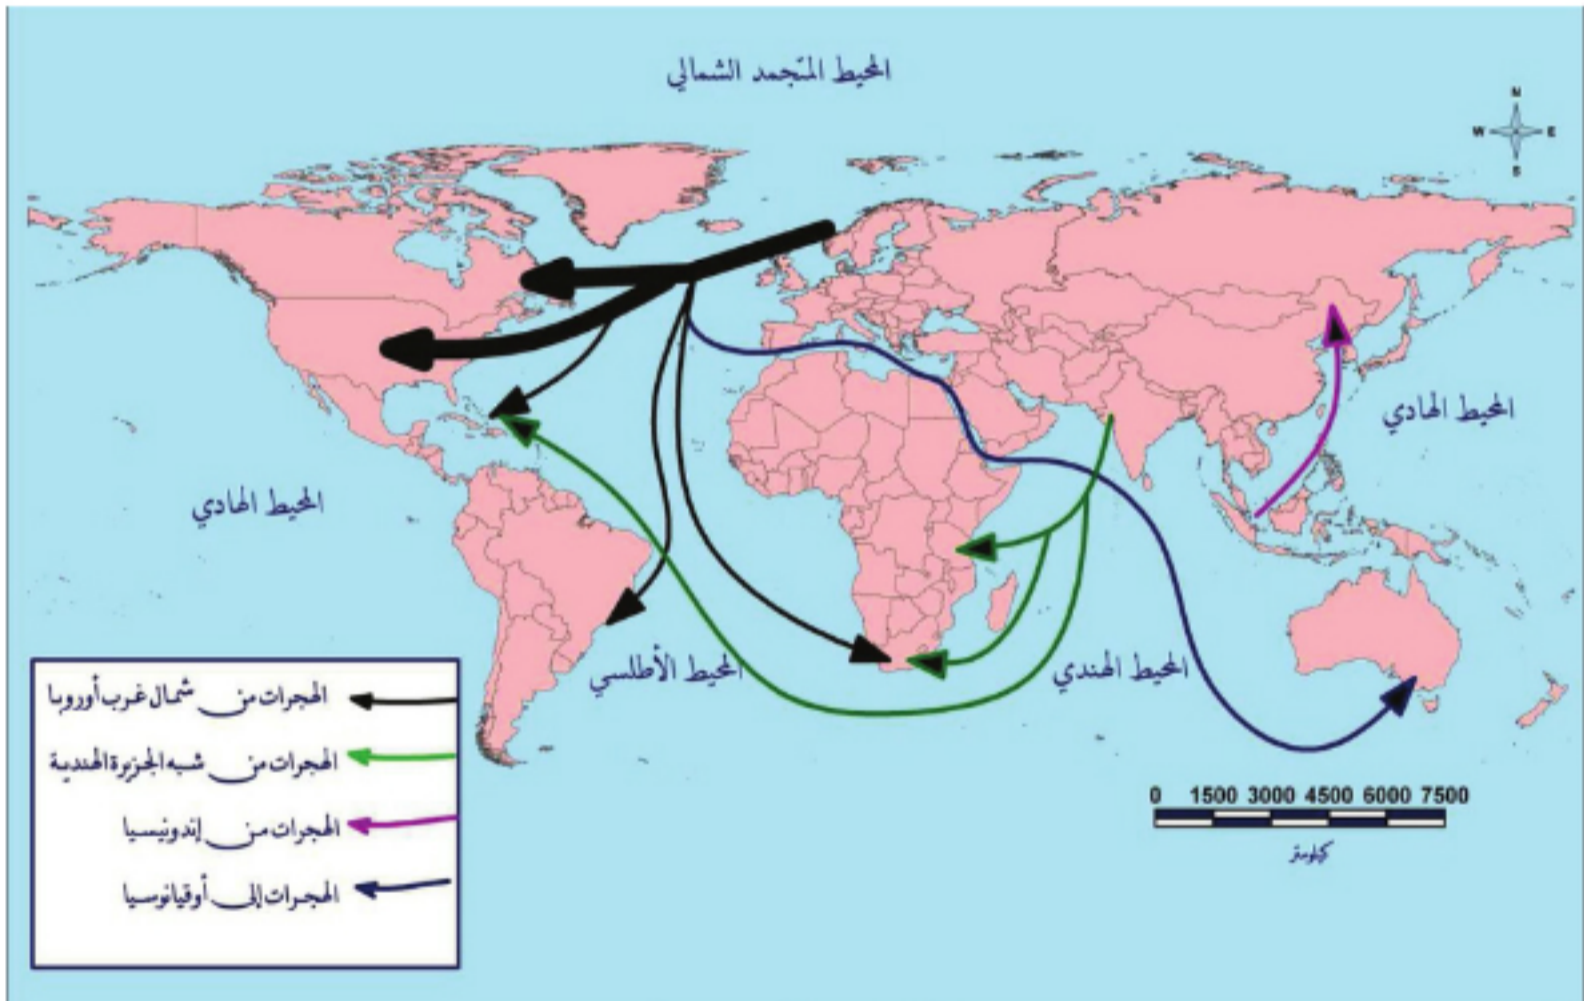 المحيط المتجمد الشمالي
N
W E
S
المحيط الهادي
المحيط الهادي
المحيط الأطلسي
المحيط الهندي
الهجرات من شمال غرب أوروبا
الهجرات من شبه الجزيرة الهندية
الهجرات من إندونيسيا
الهجرات إلى أوقيانوسيا
0 1500 3000 4500 6000 7500
كيلومتر